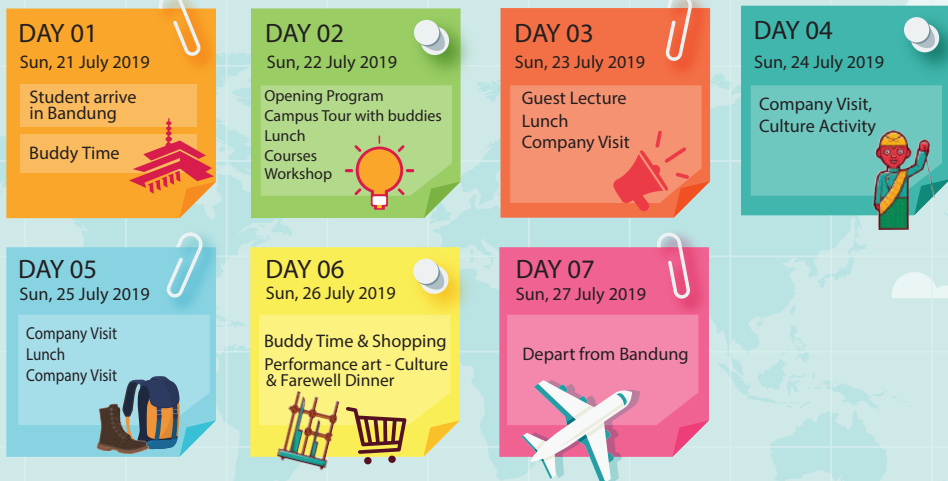 DAY 01
Sun, 21 July 2019
Student arrive
in Bandung
Buddy Time
DAY 02
Sun, 22 July 2019
Opening Program
Campus Tour with buddies
Lunch
Courses
Workshop
DAY 03
Sun, 23 July 2019
Guest Lecture
Lunch
Company Visit
DAY 04
Sun, 24 July 2019
Company Visit,
Culture Activity
DAY 05
Sun, 25 July 2019
Company Visit
Lunch
Company Visit
DAY 06
Sun, 26 July 2019
Buddy Time & Shopping
Performance art - Culture
& Farewell Dinner
DAY 07
Sun, 27 July 2019
Depart from Bandung